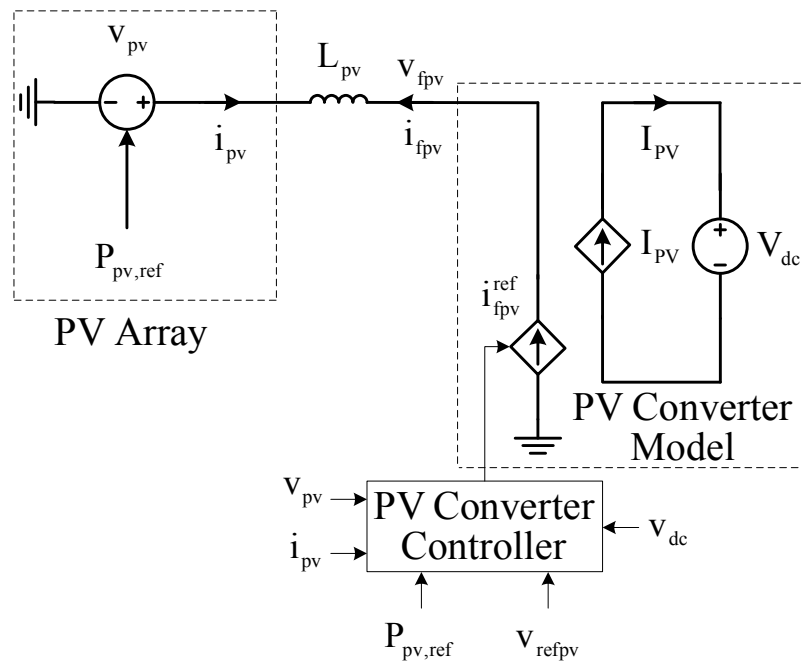 v_pv
L_pv
v_fpv
i_pv
i_fpv
I_PV
I_PV
V_dc
P_pv,ref
i_fpv^ref
PV Array
PV Converter
Model
v_pv
PV Converter
Controller
v_dc
i_pv
P_pv,ref
v_refpv